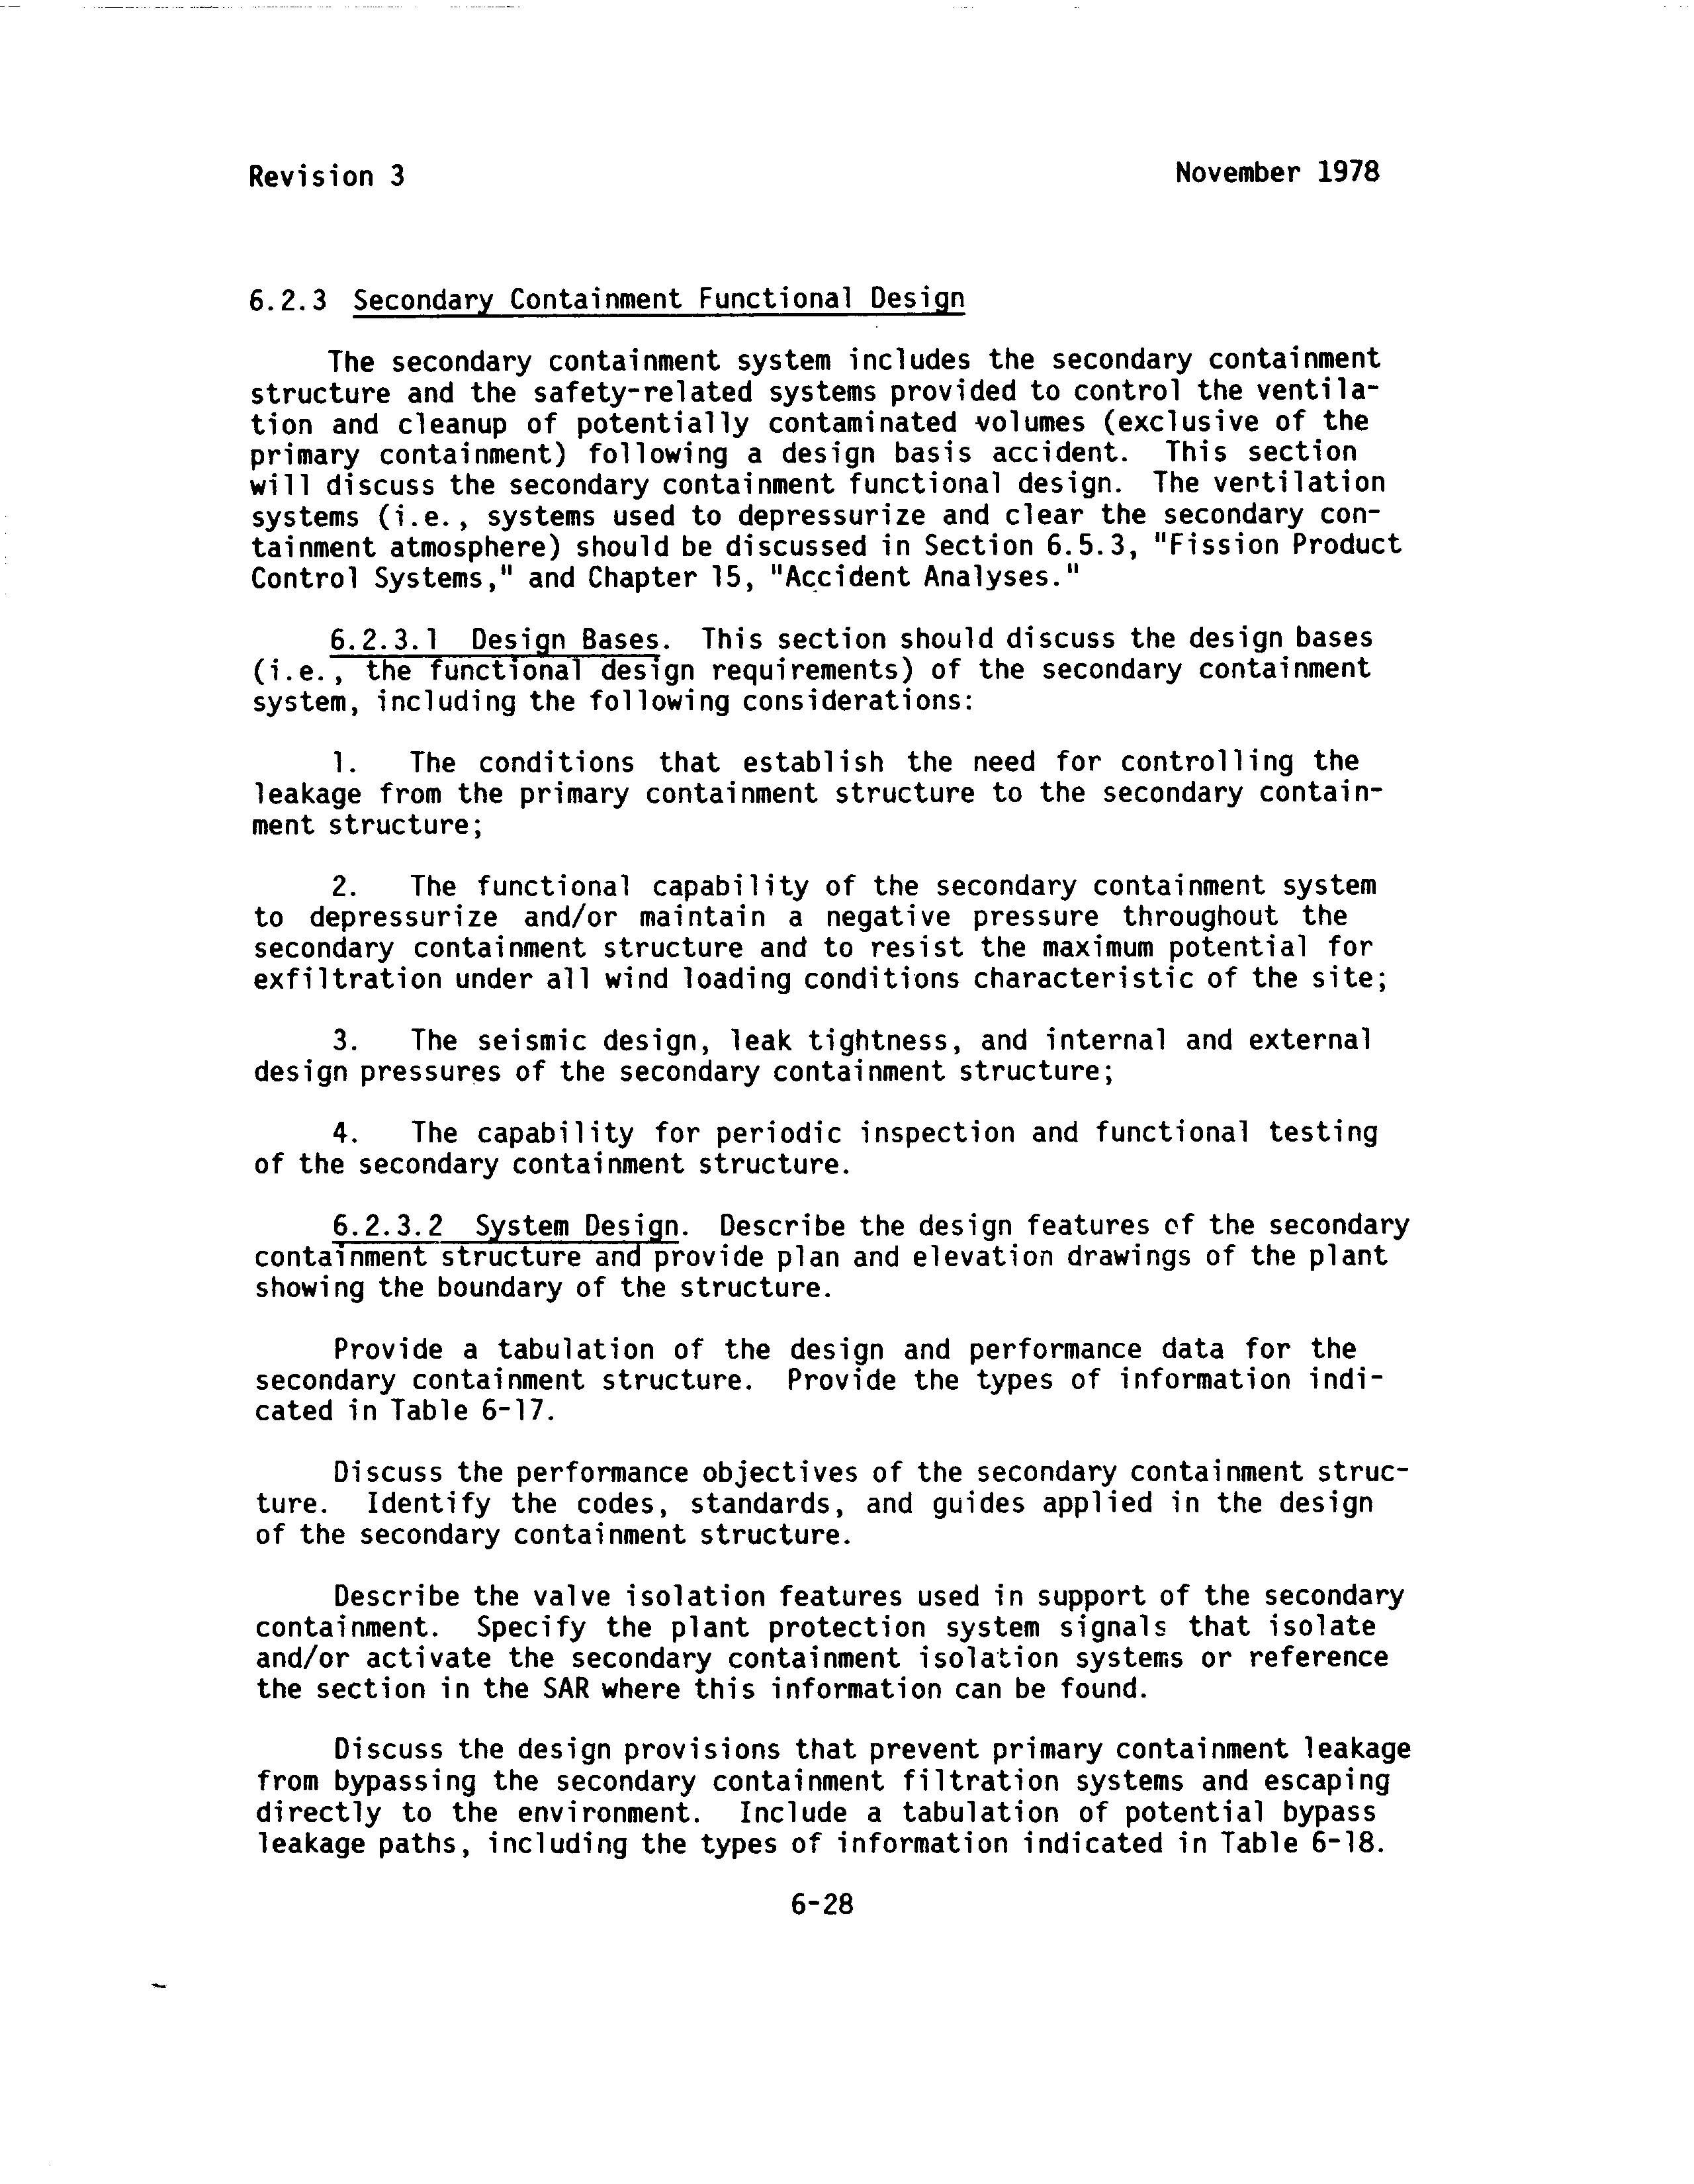 Revision 3
November 1978
6.2.3 Secondary Containment Functional Design
The secondary containment system includes the secondary containment
structure and the safety-related systems provided to control the ventila-
tion and cleanup of potentially contaminated volumes (exclusive of the
primary containment) following a design basis accident. This section
will discuss the secondary containment functional design. The ventilation
systems (i.e., systems used to depressurize and clear the secondary con-
tainment atmosphere) should be discussed in Section 6.5.3, "Fission Product
Control Systems," and Chapter 15, "Accident Analyses."
6.2.3.1 Design Bases. This section should discuss the design bases
(i.e., the functional design requirements) of the secondary containment
system, including the following considerations:
1. The conditions that establish the need for controlling the
leakage from the primary containment structure to the secondary contain-
ment structure;
2. The functional capability of the secondary containment system
to depressurize and/or maintain a negative pressure throughout the
secondary containment structure and to resist the maximum potential for
exfiltration under all wind loading conditions characteristic of the site;
3. The seismic design, leak tightness, and internal and external
design pressures of the secondary containment structure;
4. The capability for periodic inspection and functional testing
of the secondary containment structure.
6.2.3.2 System Design. Describe the design features of the secondary
containment structure and provide plan and elevation drawings of the plant
showing the boundary of the structure.
Provide a tabulation of the design and performance data for the
secondary containment structure. Provide the types of information indi-
cated in Table 6-17.
Discuss the performance objectives of the secondary containment struc-
ture. Identify the codes, standards, and guides applied in the design
of the secondary containment structure.
Describe the valve isolation features used in support of the secondary
containment. Specify the plant protection system signals that isolate
and/or activate the secondary containment isolation systems or reference
the section in the SAR where this information can be found.
Discuss the design provisions that prevent primary containment leakage
from bypassing the secondary containment filtration systems and escaping
directly to the environment. Include a tabulation of potential bypass
leakage paths, including the types of information indicated in Table 6-18.
6-28